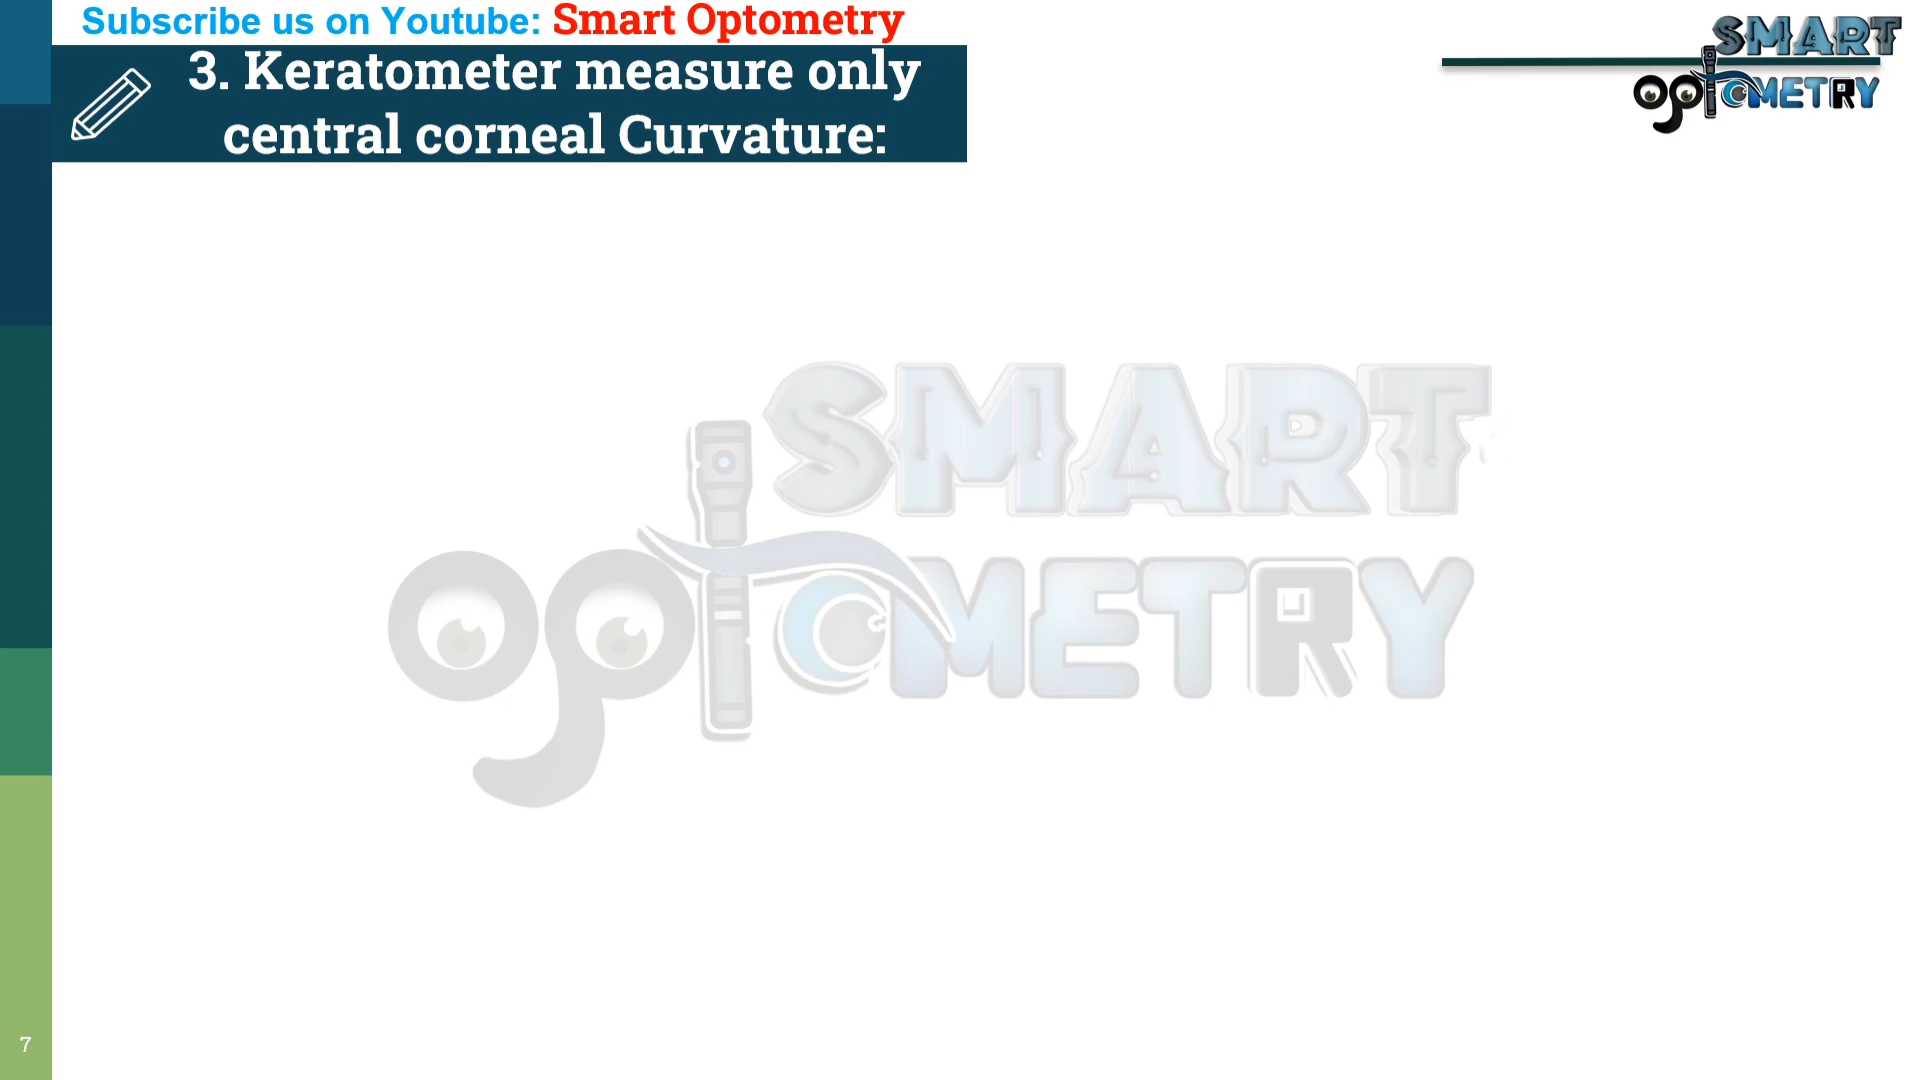 Subscribe us on Youtube: Smart Optometry
3. Keratometer measure only
central corneal Curvature:
SMART
optOMETRY
SMART
optOMETRY
7